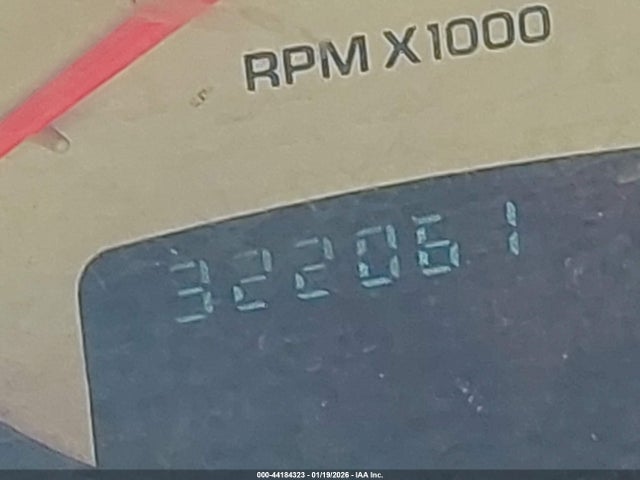 RPM X1000
322061
000-44184323 - 01/19/2026 - IAA Inc.